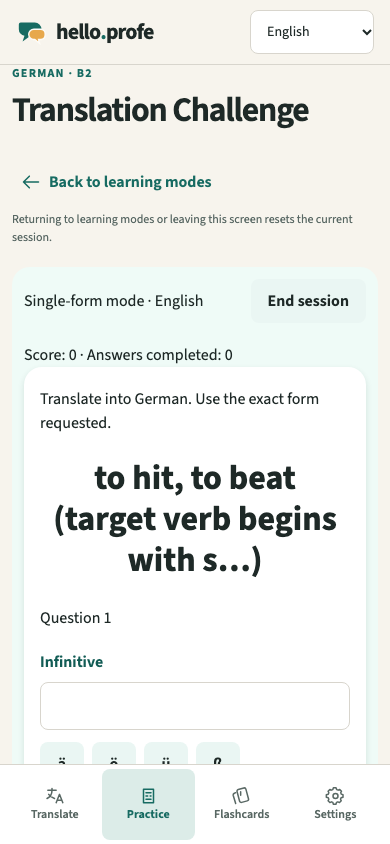 hello.profe
English
GERMAN · B2
Translation Challenge
← Back to learning modes
Returning to learning modes or leaving this screen resets the current
session.
Single-form mode · English
End session
Score: 0 · Answers completed: 0
Translate into German. Use the exact form
requested.
to hit, to beat
(target verb begins
with s…)
Question 1
Infinitive
ä ö ü ß
Translate
Practice
Flashcards
Settings